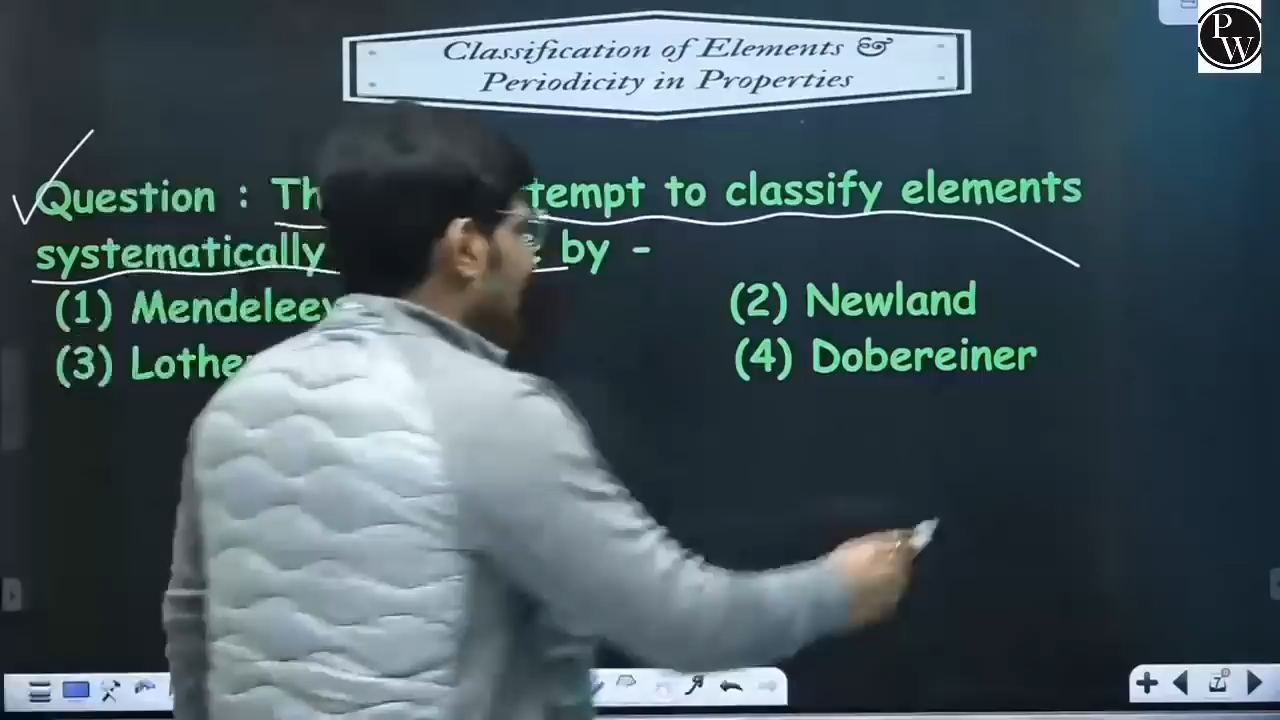 Classification of Elements &
Periodicity in Properties
PW
Question : Th tempt to classify elements
systematically by -
(1) Mendeleev
(2) Newland
(3) Lothe
(4) Dobereiner